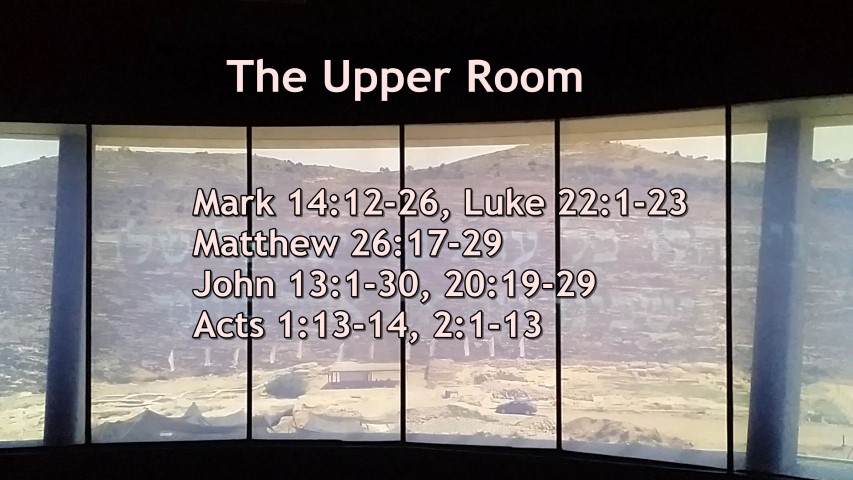 The Upper Room
Mark 14:12-26, Luke 22:1-23
Matthew 26:17-29
John 13:1-30, 20:19-29
Acts 1:13-14, 2:1-13